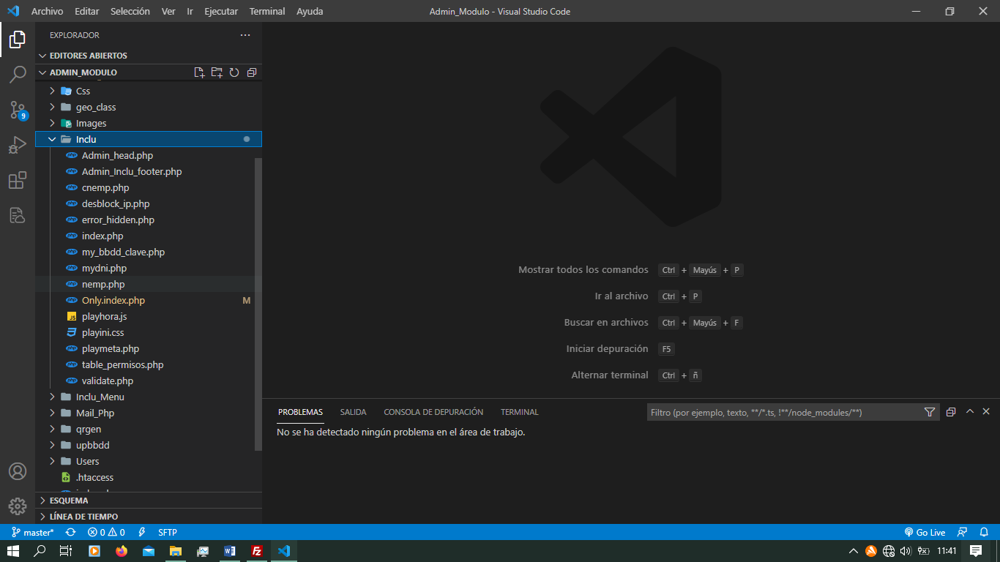 Archivo Editar Selección Ver Ir Ejecutar Terminal Ayuda Admin_Modulo - Visual Studio Code
EXPLORADOR
EDITORES ABIERTOS
ADMIN_MODULO
Css
geo_class
Images
Inclu
Admin_head.php
Admin_Inclu_footer.php
cnemp.php
desblock_ip.php
error_hidden.php
index.php
my_bbdd_clave.php
mydni.php
nemp.php
Only.index.php M
playhora.js
playini.css
playmeta.php
table_permisos.php
validate.php
Inclu_Menu
Mail_Php
qrgen
upbbdd
Users
.htaccess
ESQUEMA
LÍNEA DE TIEMPO
9
Mostrar todos los comandos Ctrl + Mayús + P
Ir al archivo Ctrl + P
Buscar en archivos Ctrl + Mayús + F
Iniciar depuración F5
Alternar terminal Ctrl + ñ
PROBLEMAS SALIDA CONSOLA DE DEPURACIÓN TERMINAL Filtro (por ejemplo, texto, **/*.ts, !**/node_modules/**)
No se ha detectado ningún problema en el área de trabajo.
master* 0 0 SFTP Go Live
11:41